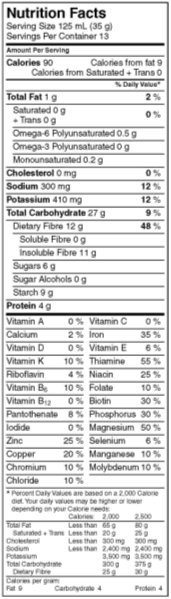 Nutrition Facts
Serving Size 125 mL (35 g)
Servings Per Container 13
Amount Per Serving
Calories 90 Calories from fat 9
Calories from Saturated + Trans 0
% Daily Value*
Total Fat 1 g 2 %
Saturated 0 g
+ Trans 0 g 0 %
Omega-6 Polyunsaturated 0.5 g
Omega-3 Polyunsaturated 0 g
Monounsaturated 0.2 g
Cholesterol 0 mg 0 %
Sodium 300 mg 12 %
Potassium 410 mg 12 %
Total Carbohydrate 27 g 9 %
Dietary Fibre 12 g 48 %
Soluble Fibre 0 g
Insoluble Fibre 11 g
Sugars 6 g
Sugar Alcohols 0 g
Starch 9 g
Protein 4 g
Vitamin A 0 % Vitamin C 0 %
Calcium 2 % Iron 35 %
Vitamin D 0 % Vitamin E 6 %
Vitamin K 10 % Thiamine 55 %
Riboflavin 4 % Niacin 25 %
Vitamin B6 10 % Folate 10 %
Vitamin B12 0 % Biotin 30 %
Pantothenate 8 % Phosphorus 30 %
Iodide 0 % Magnesium 50 %
Zinc 25 % Selenium 6 %
Copper 20 % Manganese 10 %
Chromium 10 % Molybdenum 10 %
Chloride 10 %
* Percent Daily Values are based on a 2,000 Calorie
diet. Your daily values may be higher or lower
depending on your Calorie needs:
Calories: 2,000 2,500
Total Fat Less than 65 g 80 g
Saturated + Trans Less than 20 g 25 g
Cholesterol Less than 300 mg 300 mg
Sodium Less than 2,400 mg 2,400 mg
Potassium 3,500 mg 3,500 mg
Total Carbohydrate 300 g 375 g
Dietary Fibre 25 g 30 g
Calories per gram:
Fat 9 Carbohydrate 4 Protein 4